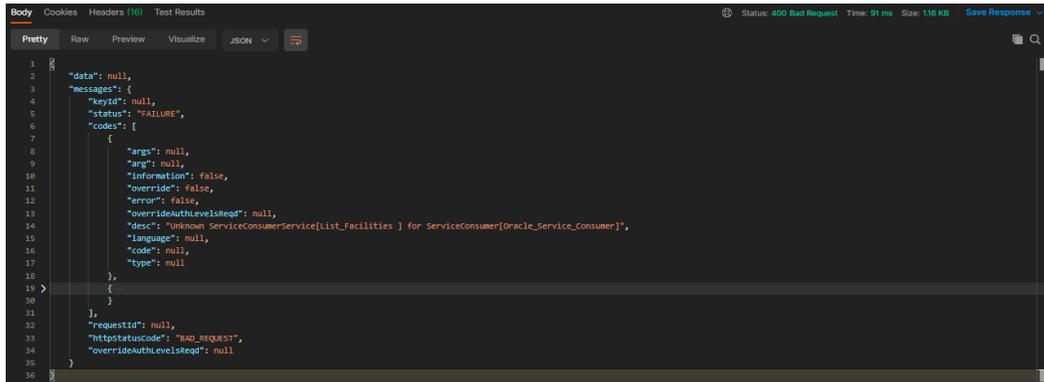 Body Cookies Headers (16) Test Results Status: 400 Bad Request Time: 91 ms Size: 1.16 KB Save Response
Pretty Raw Preview Visualize JSON
1 {
2 "data": null,
3 "messages": {
4 "keyId": null,
5 "status": "FAILURE",
6 "codes": [
7 {
8 "args": null,
9 "arg": null,
10 "information": false,
11 "override": false,
12 "error": false,
13 "overrideAuthLevelsReqd": null,
14 "desc": "Unknown ServiceConsumerService[List_Facilities ] for ServiceConsumer[Oracle_Service_Consumer]",
15 "language": null,
16 "code": null,
17 "type": null
18 },
19 { ...
30 }
31 ],
32 "requestId": null,
33 "httpStatusCode": "BAD_REQUEST",
34 "overrideAuthLevelsReqd": null
35 }
36 }